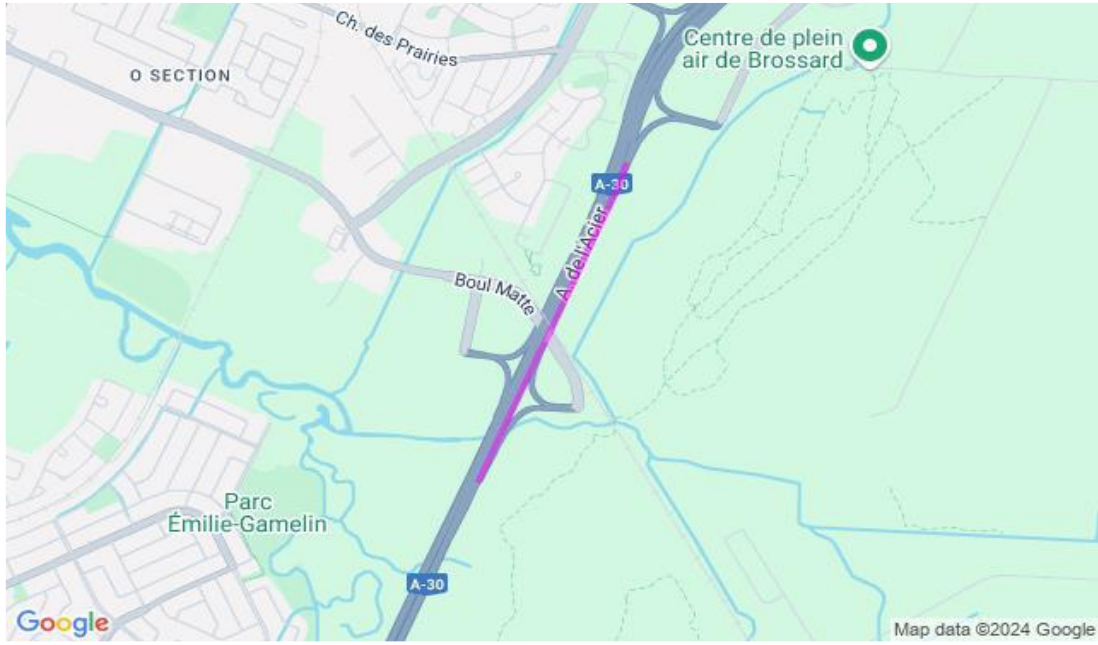 Ch. des Prairies
Centre de plein
air de Brossard
O SECTION
A-30
A. de l'Acier
Boul Matte
Parc
Émilie-Gamelin
A-30
Google
Map data ©2024 Google